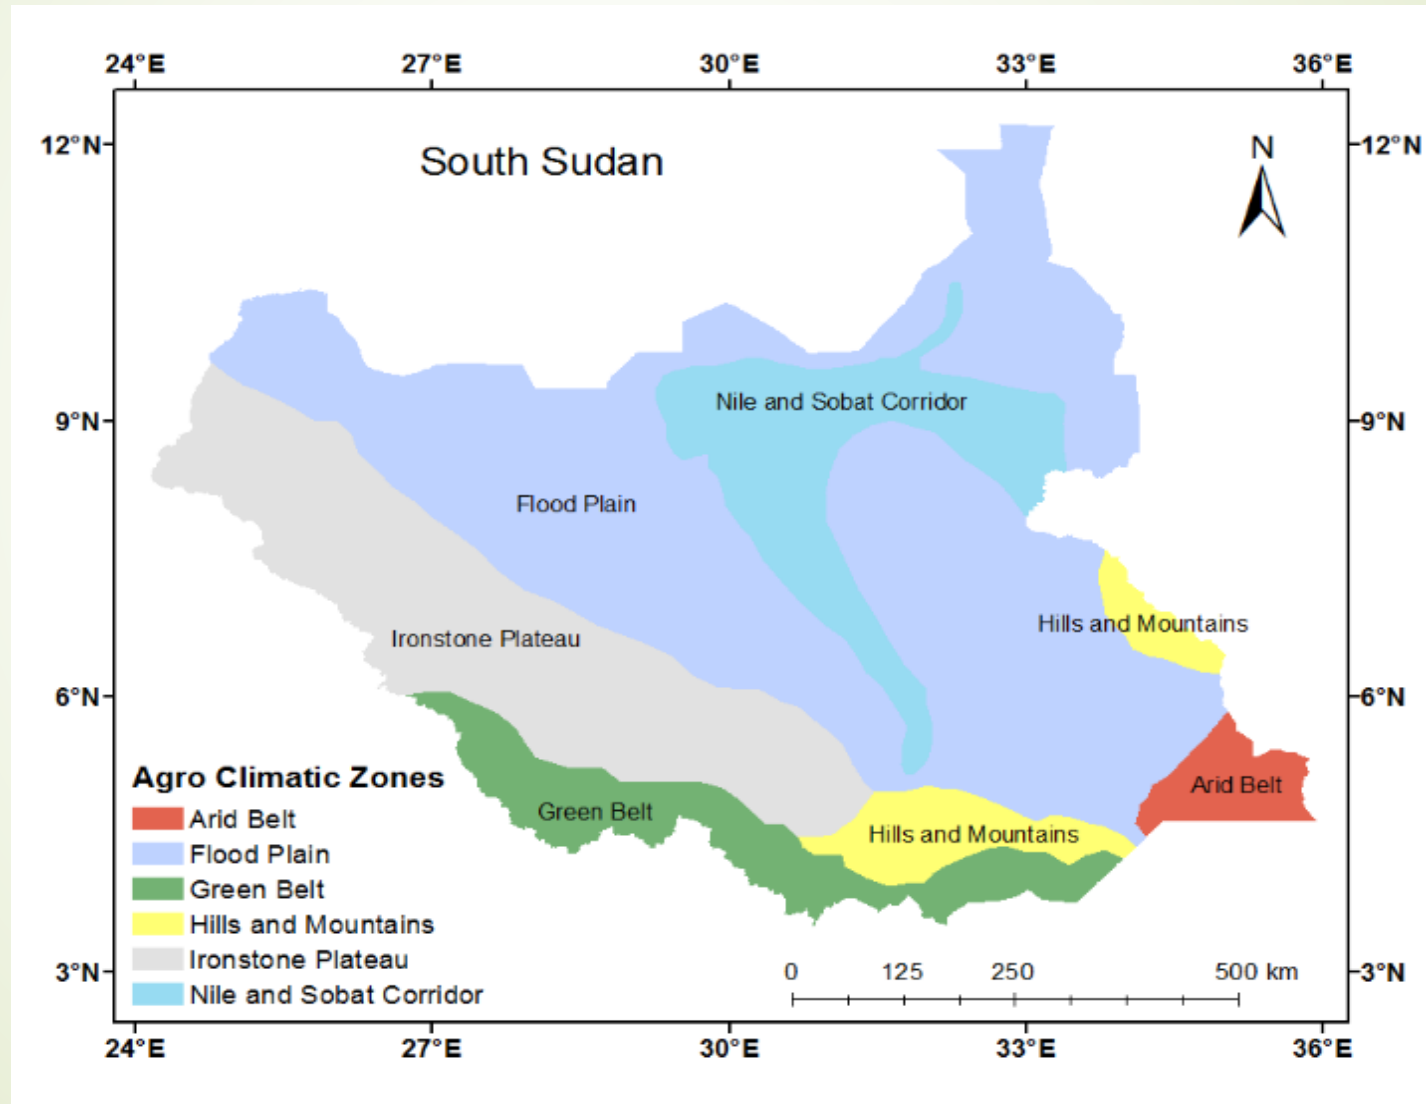 24°E 27°E 30°E 33°E 36°E
South Sudan
N
12°N 12°N
Nile and Sobat Corridor
9°N 9°N
Flood Plain
Hills and Mountains
Ironstone Plateau
6°N 6°N
Arid Belt
Green Belt
Hills and Mountains
Agro Climatic Zones
Arid Belt
Flood Plain
Green Belt
Hills and Mountains
Ironstone Plateau
Nile and Sobat Corridor
0 125 250 500 km
3°N 3°N
24°E 27°E 30°E 33°E 36°E